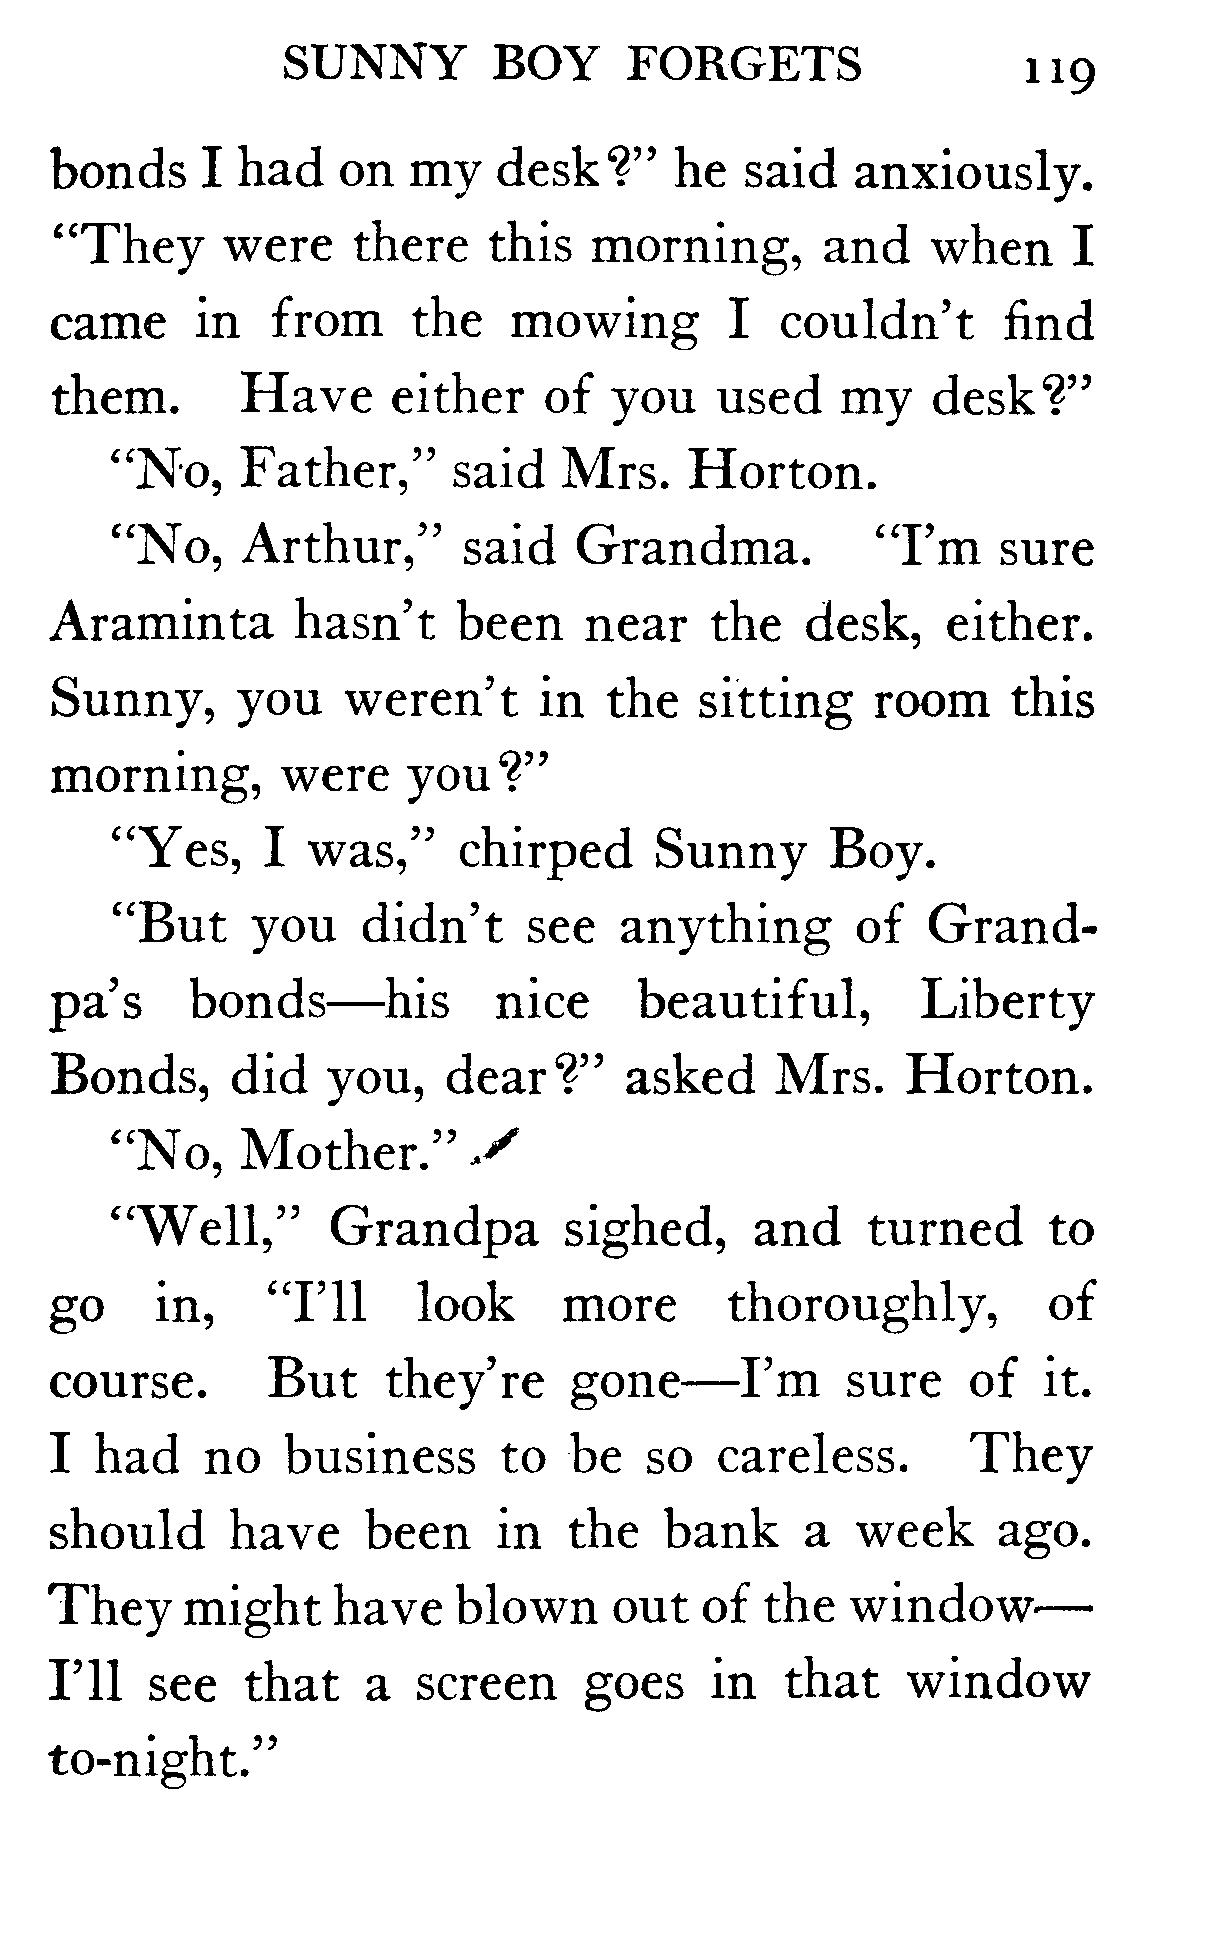 SUNNY BOY FORGETS 119
bonds I had on my desk?” he said anxiously.
“They were there this morning, and when I
came in from the mowing I couldn’t find
them. Have either of you used my desk?”
“No, Father,” said Mrs. Horton.
“No, Arthur,” said Grandma. “I’m sure
Araminta hasn’t been near the desk, either.
Sunny, you weren’t in the sitting room this
morning, were you?”
“Yes, I was,” chirped Sunny Boy.
“But you didn’t see anything of Grand-
pa’s bonds—his nice beautiful, Liberty
Bonds, did you, dear?” asked Mrs. Horton.
“No, Mother.”
“Well,” Grandpa sighed, and turned to
go in, “I’ll look more thoroughly, of
course. But they’re gone—I’m sure of it.
I had no business to be so careless. They
should have been in the bank a week ago.
They might have blown out of the window—
I’ll see that a screen goes in that window
to-night.”